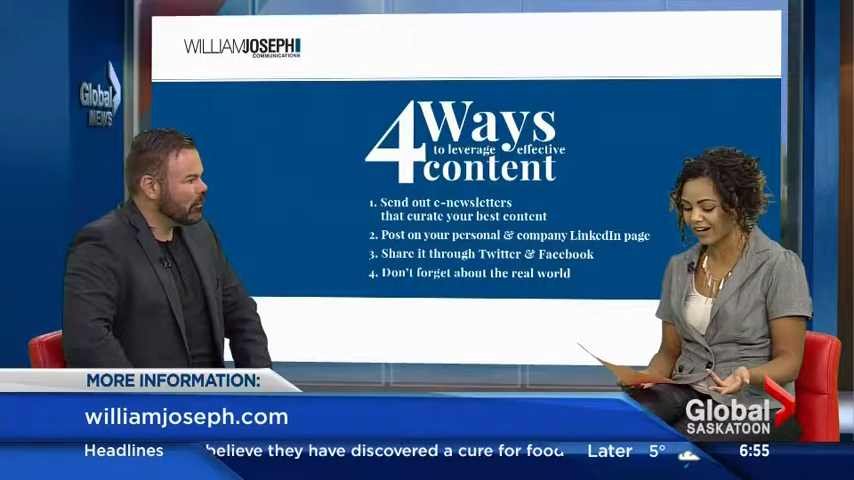 WILLIAMJOSEPH
COMMUNICATIONS
Global
NEWS
4 Ways
to leverage effective
content
1. Send out e-newsletters
that curate your best content
2. Post on your personal & company LinkedIn page
3. Share it through Twitter & Facebook
4. Don't forget about the real world
MORE INFORMATION:
williamjoseph.com
Global
SASKATOON
Headlines believe they have discovered a cure for food Later 5° 6:55